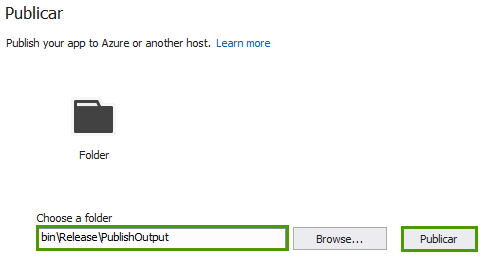 Publicar
Publish your app to Azure or another host. Learn more
Folder
Choose a folder
bin\Release\PublishOutput
Browse...
Publicar